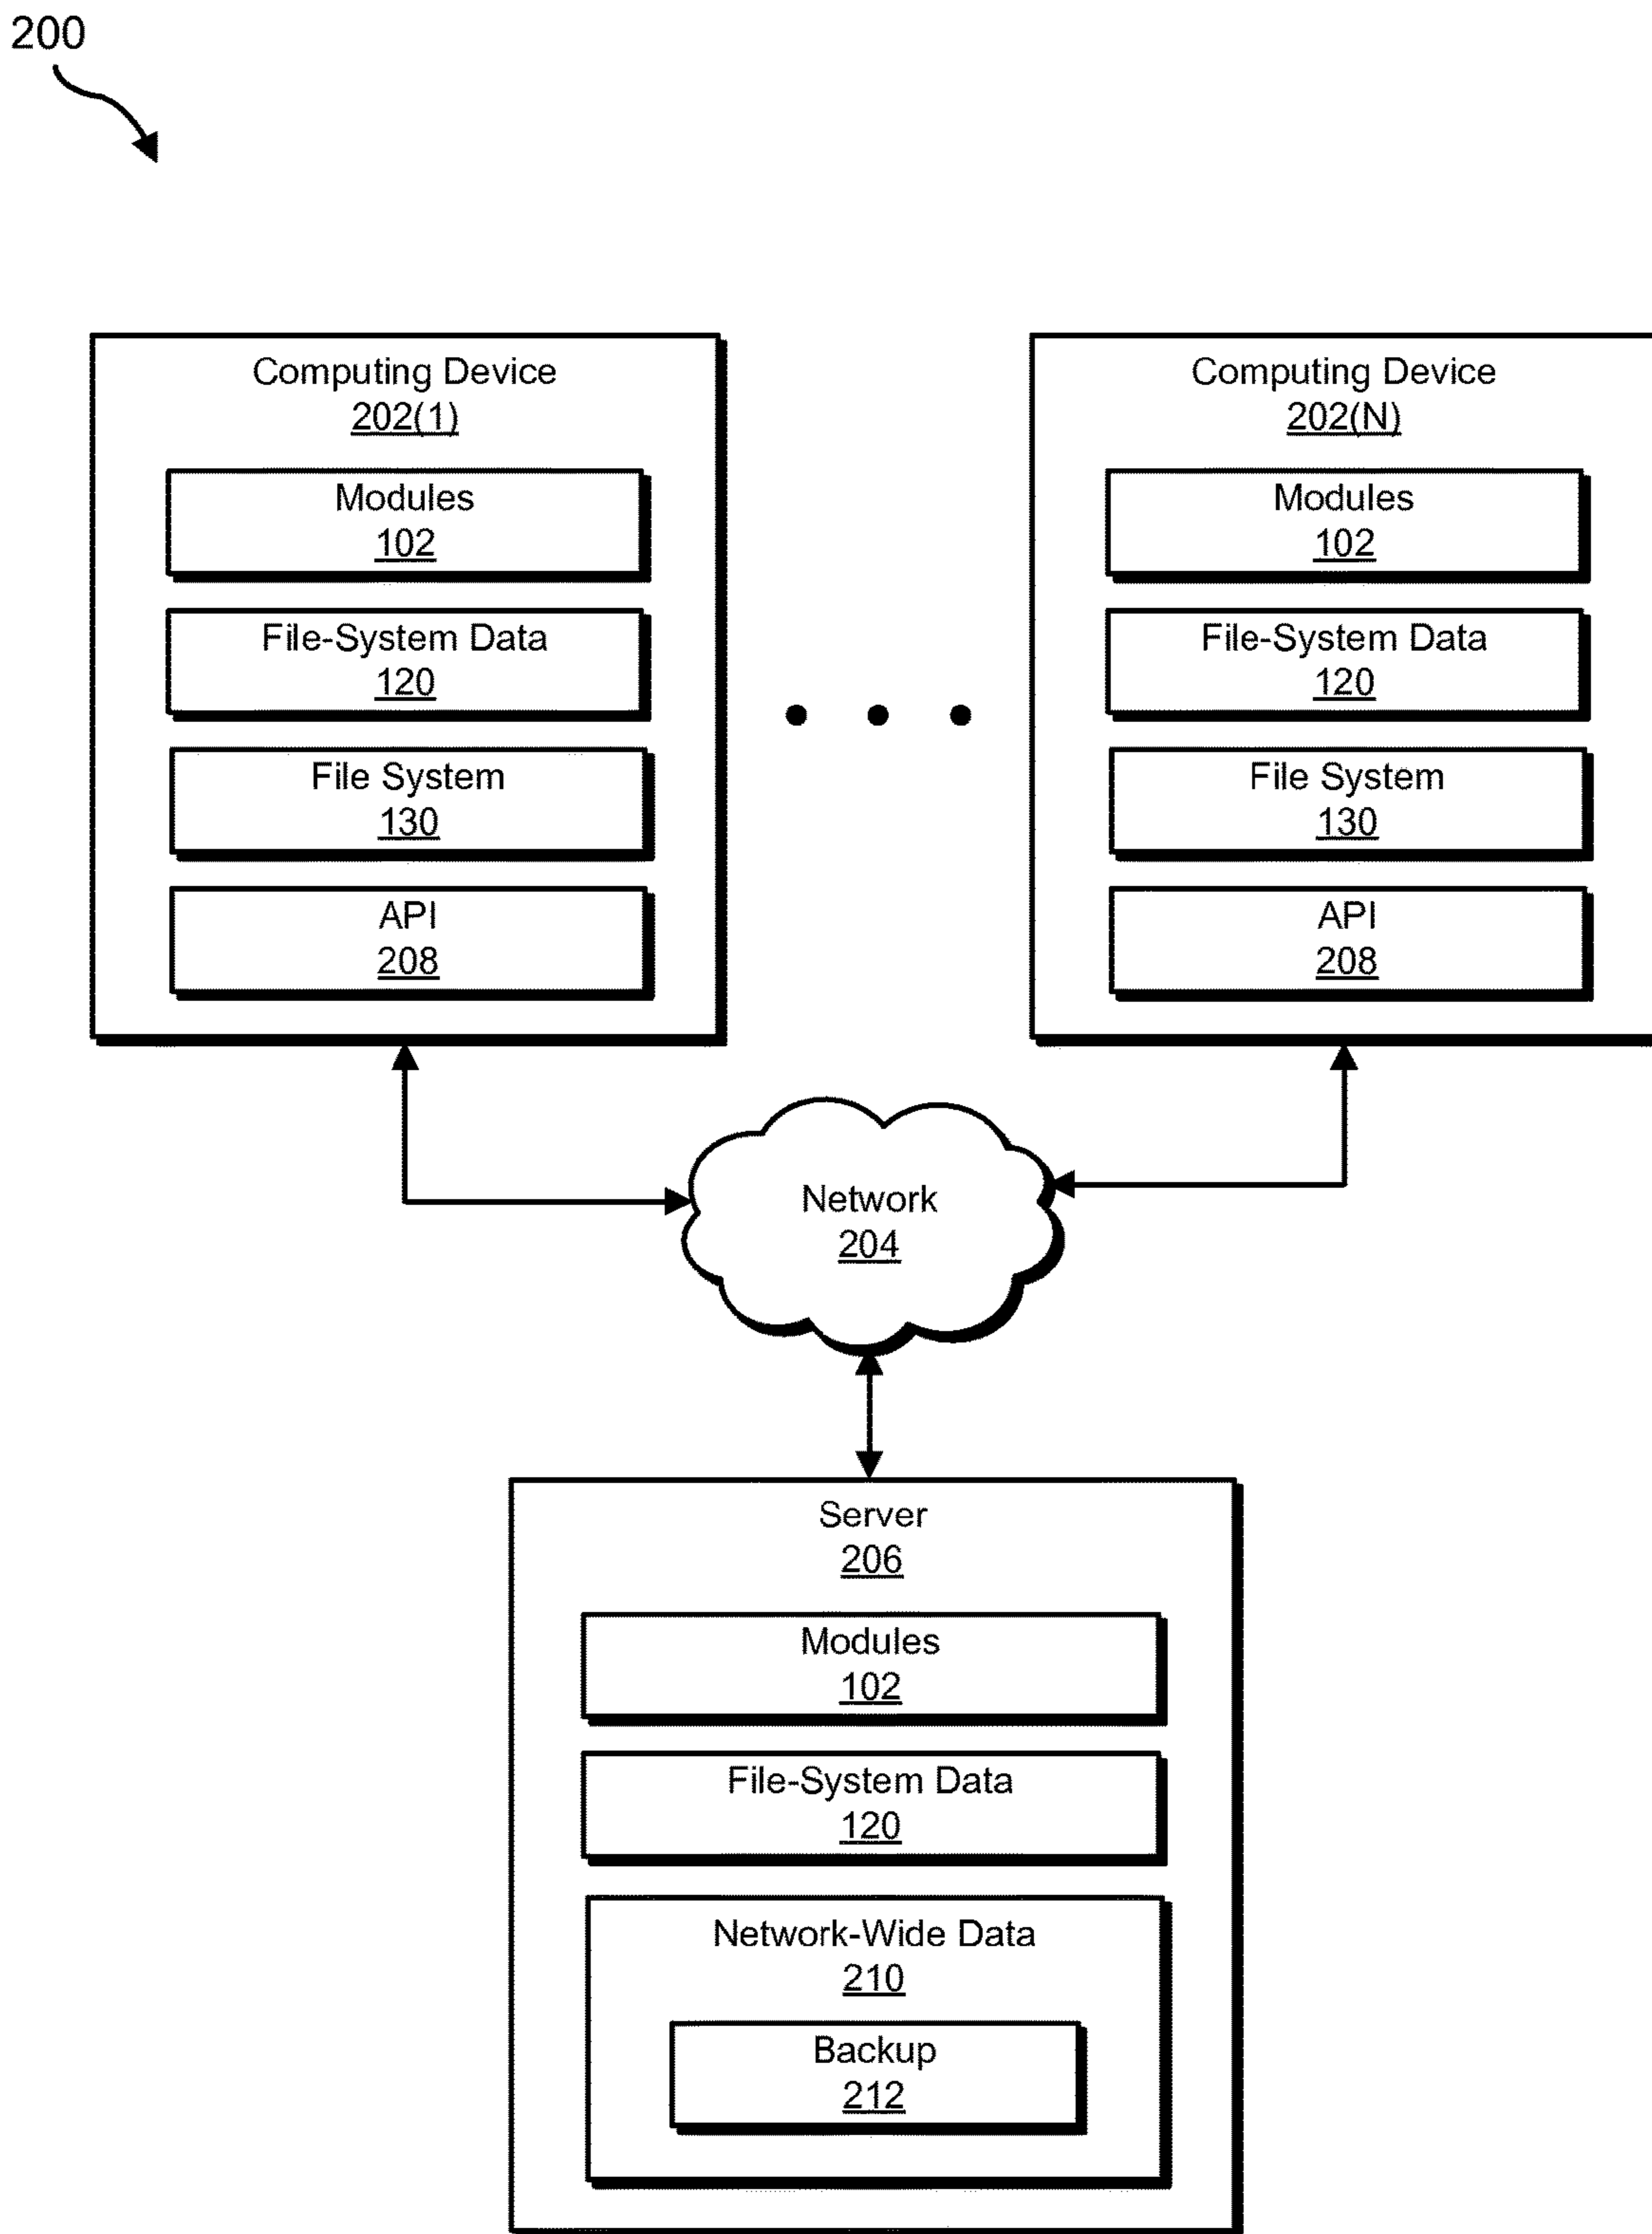 200
Computing Device
202(1)
Modules
102
File-System Data
120
File System
130
API
208
Computing Device
202(N)
Modules
102
File-System Data
120
File System
130
API
208
Network
204
Server
206
Modules
102
File-System Data
120
Network-Wide Data
210
Backup
212